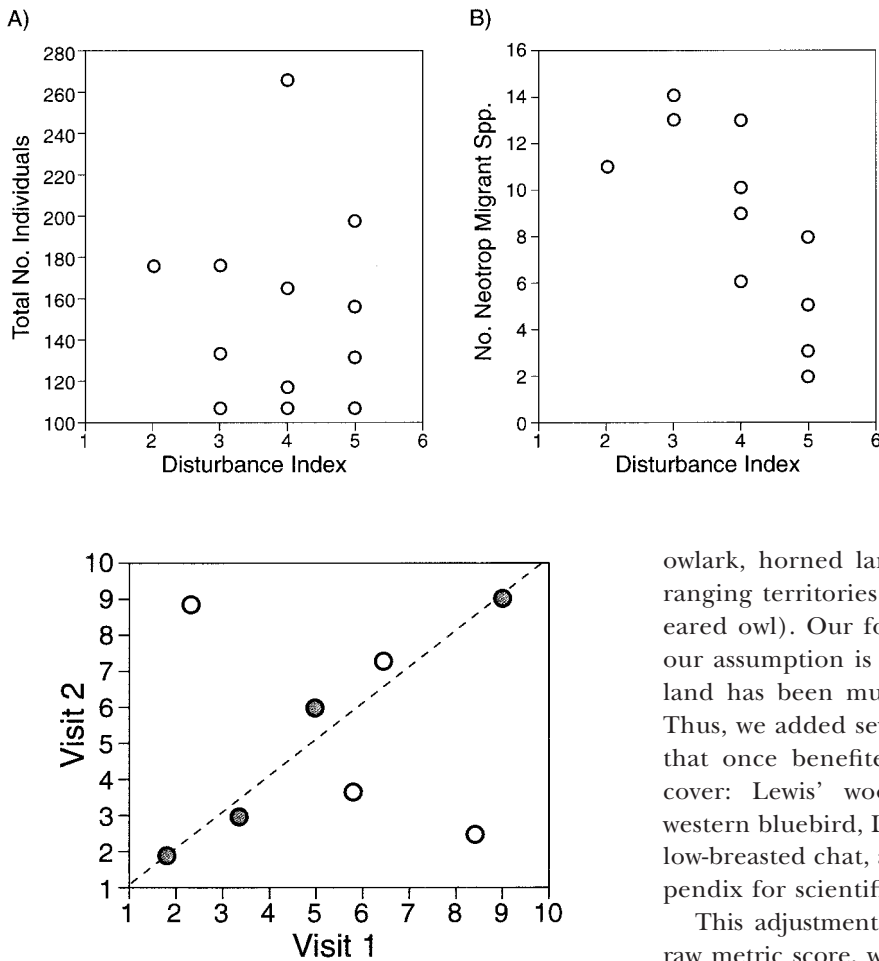 A)
Total No. Individuals
280
260
240
220
200
180
160
140
120
100
1 2 3 4 5 6
Disturbance Index
B)
No. Neotrop Migrant Spp.
16
14
12
10
8
6
4
2
0
1 2 3 4 5 6
Disturbance Index
Visit 2
10
9
8
7
6
5
4
3
2
1
1 2 3 4 5 6 7 8 9 10
Visit 1
owlark, horned lar
ranging territories
eared owl). Our fo
our assumption is
land has been mu
Thus, we added sev
that once benefite
cover: Lewis' woo
western bluebird, L
low-breasted chat, a
pendix for scientifi
This adjustment
raw metric score, w